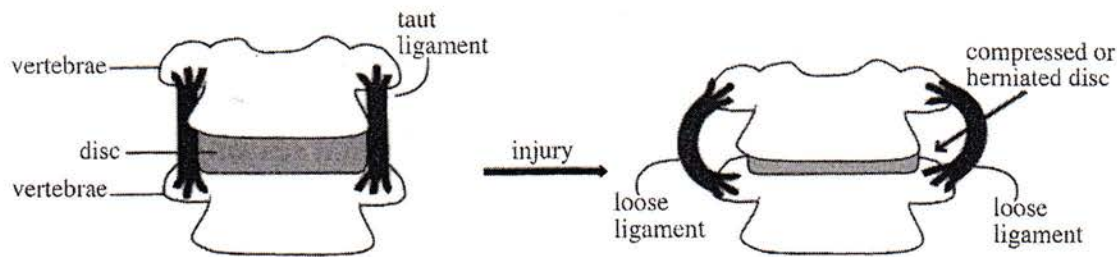 taut
ligament
vertebrae
disc
vertebrae
injury
compressed or
herniated disc
loose
ligament
loose
ligament